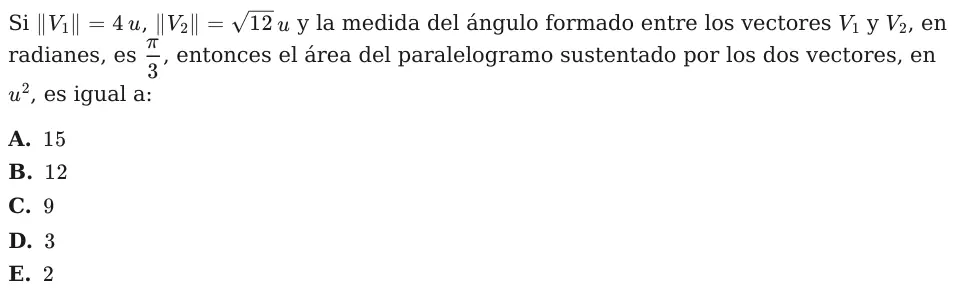 Si ‖V₁‖ = 4 u, ‖V₂‖ = √12 u y la medida del ángulo formado entre los vectores V₁ y V₂, en
radianes, es π/3, entonces el área del paralelogramo sustentado por los dos vectores, en
u², es igual a:
A. 15
B. 12
C. 9
D. 3
E. 2